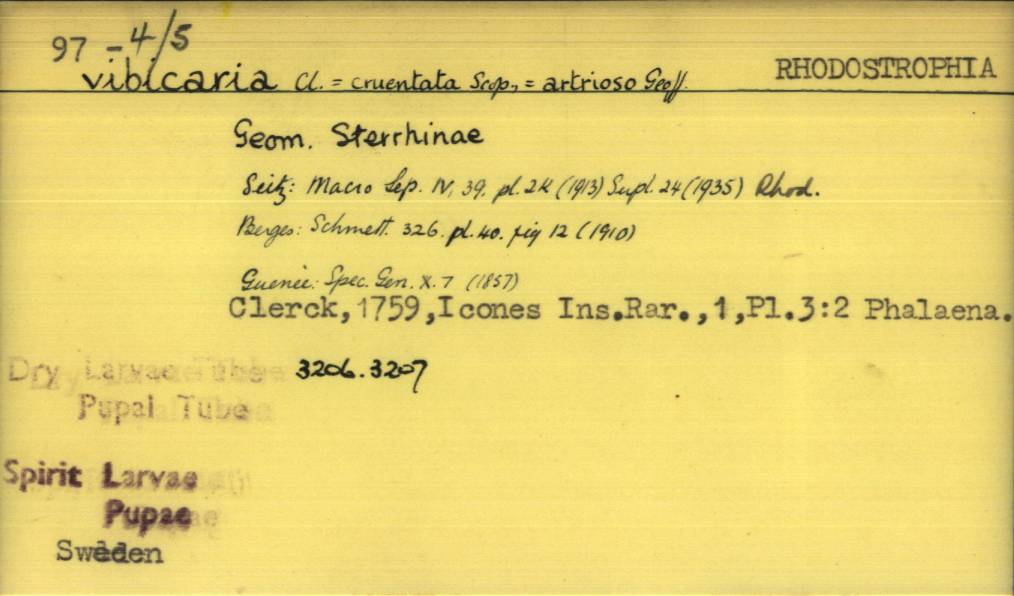 97 - 4/5
RHODOSTROPHIA
vibicaria Cl. = cruentata Scop, = artrioso Geoff.
Geom. Sterrhinae
Seitz: Macro Lep. IV, 39. pl. 2k (1913) Supl. 24 (1935) Rhod.
Berges: Schmett. 326. pl. 40. fig 12 (1910)
Guenée: Spec. Gen. X. 7 (1857)
Clerck,1759,Icones Ins.Rar.,1,Pl.3:2 Phalaena.
Dry Larvae Tube 3206.3207
Pupal Tube
Spirit Larvae
Pupae
Sweden